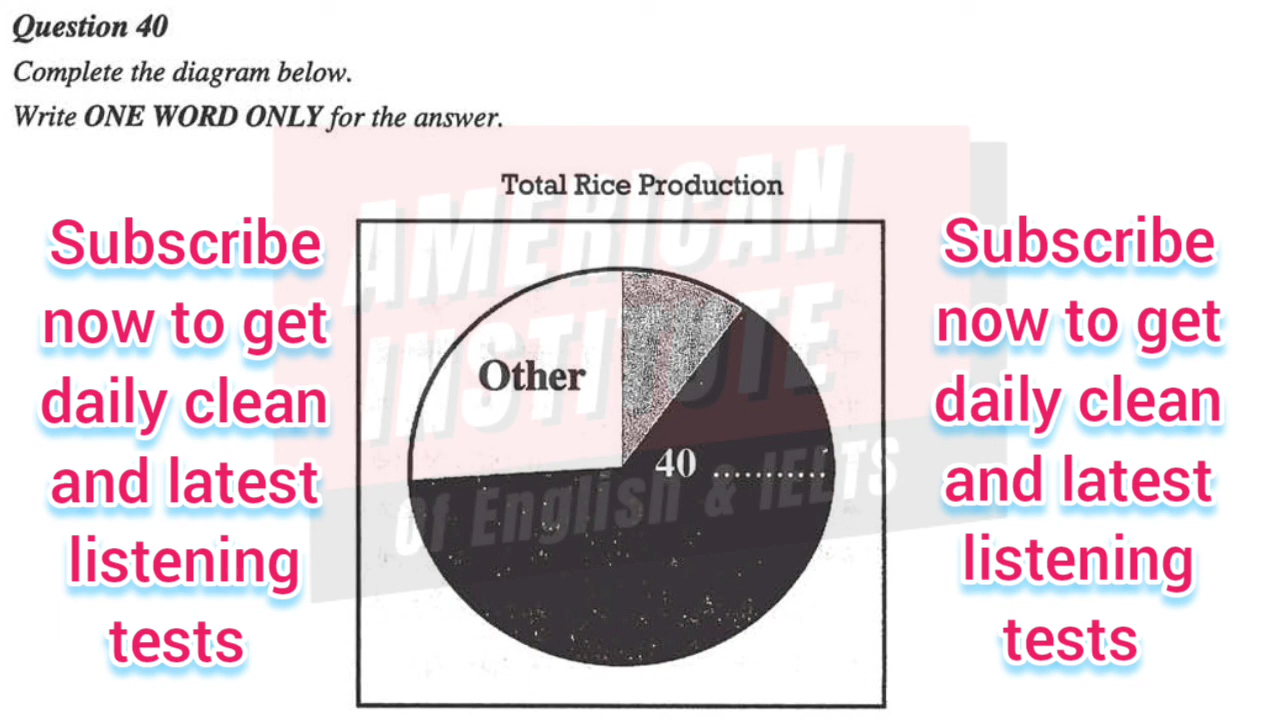 Question 40
Complete the diagram below.
Write ONE WORD ONLY for the answer.
Total Rice Production
Subscribe
now to get
daily clean
and latest
listening
tests
AMERICAN
INSTITUTE
of English & IELTS
Other
40 ..............
Subscribe
now to get
daily clean
and latest
listening
tests